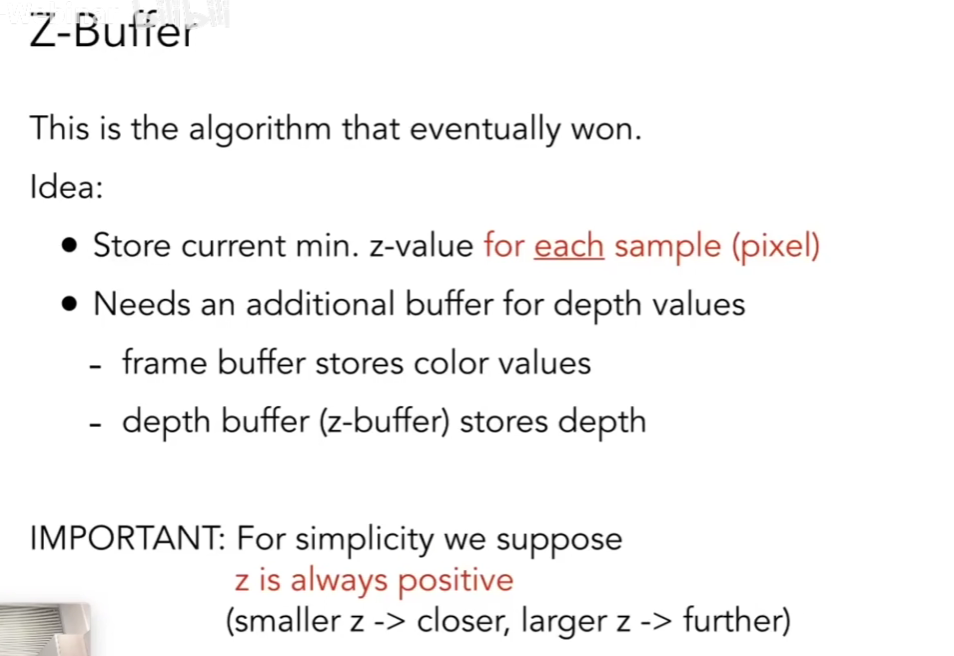 Z-Buffer
This is the algorithm that eventually won.
Idea:
● Store current min. z-value for each sample (pixel)
● Needs an additional buffer for depth values
- frame buffer stores color values
- depth buffer (z-buffer) stores depth
IMPORTANT: For simplicity we suppose
z is always positive
(smaller z -> closer, larger z -> further)